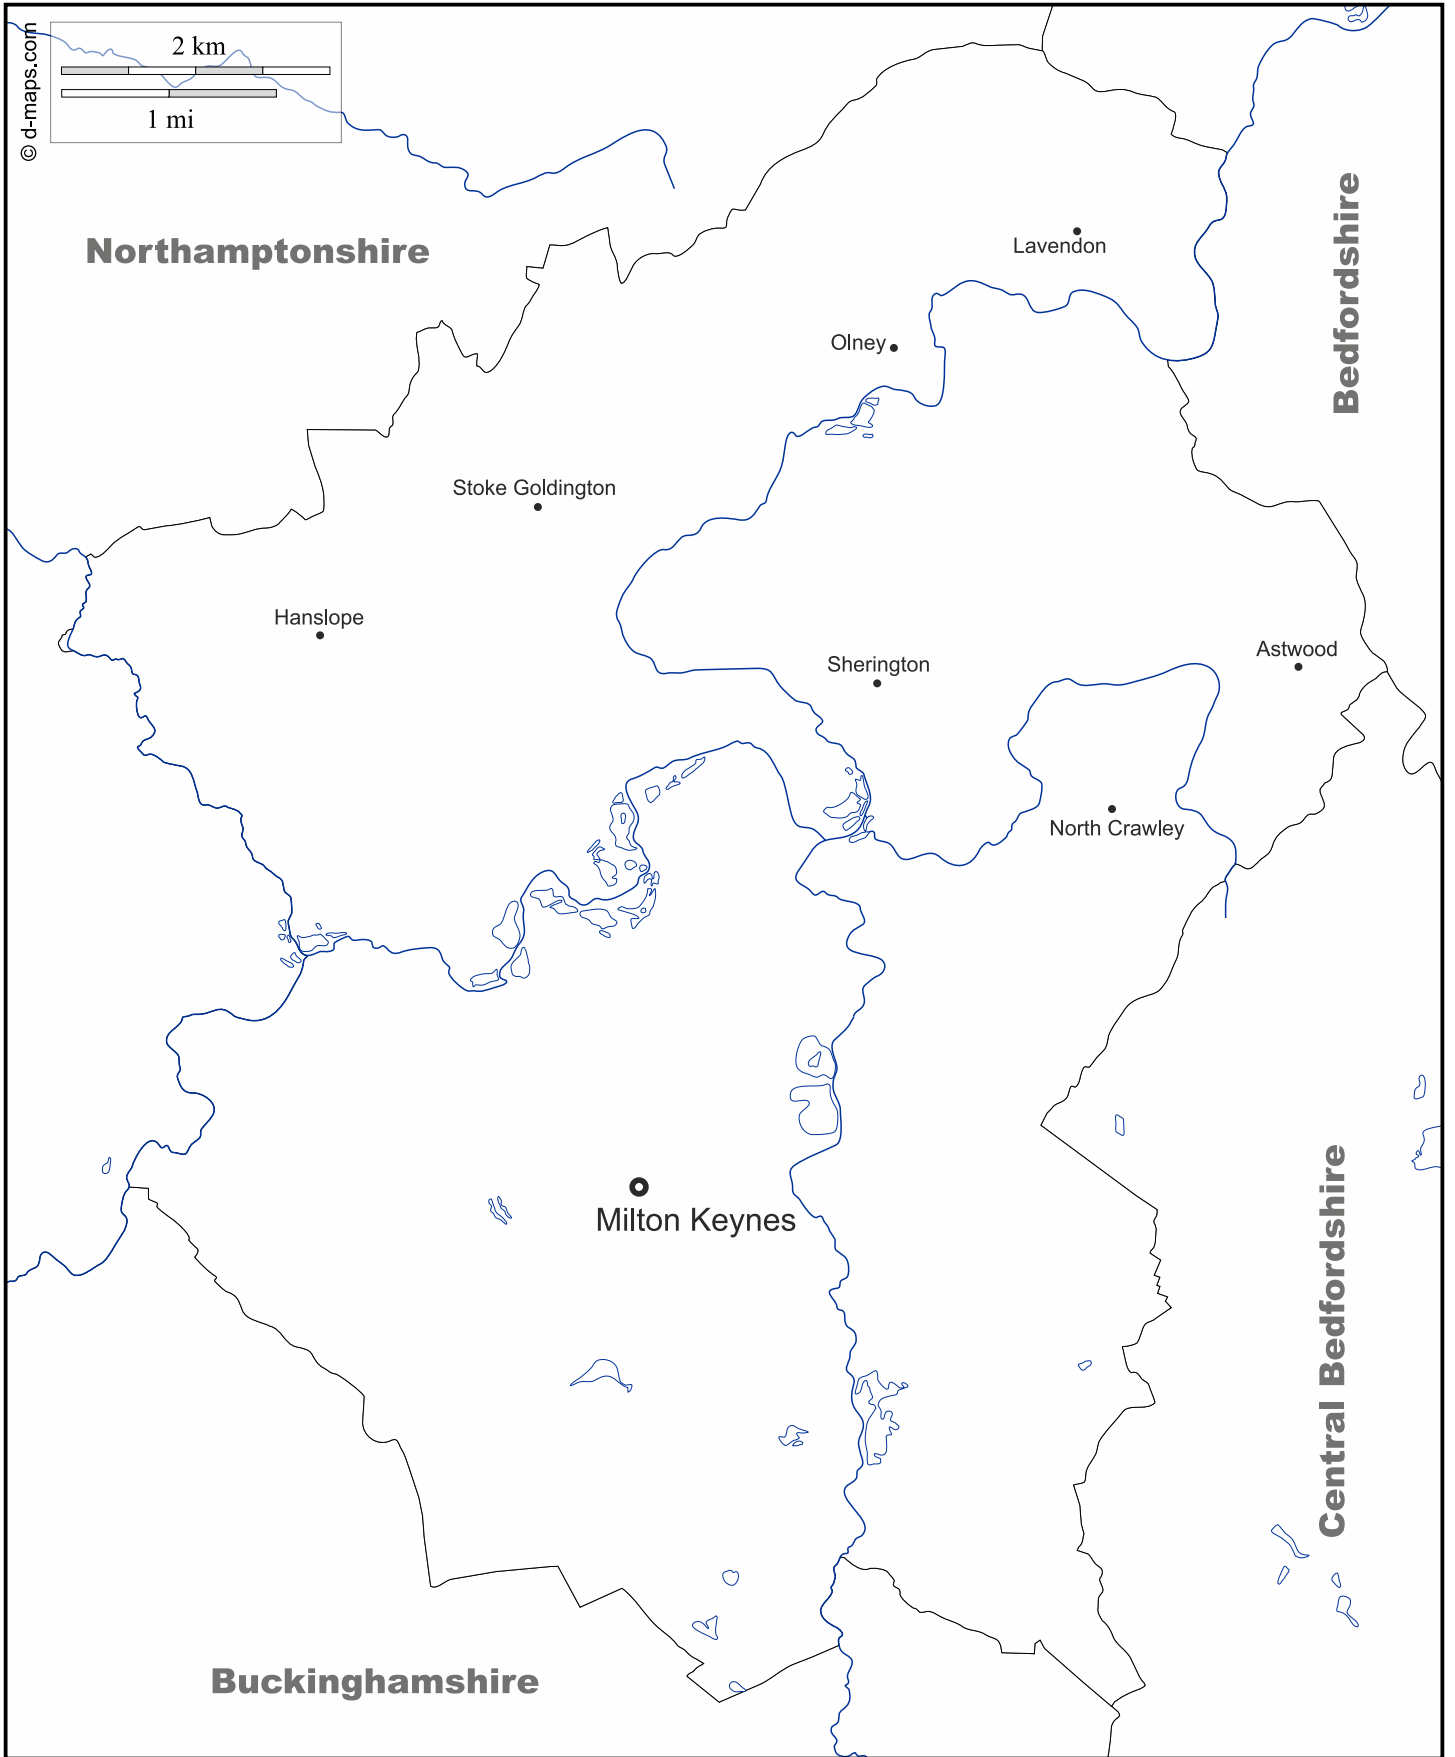 © d-maps.com
2 km
1 mi
Northamptonshire
Bedfordshire
Lavendon
Olney
Stoke Goldington
Hanslope
Sherington
Astwood
North Crawley
Milton Keynes
Central Bedfordshire
Buckinghamshire